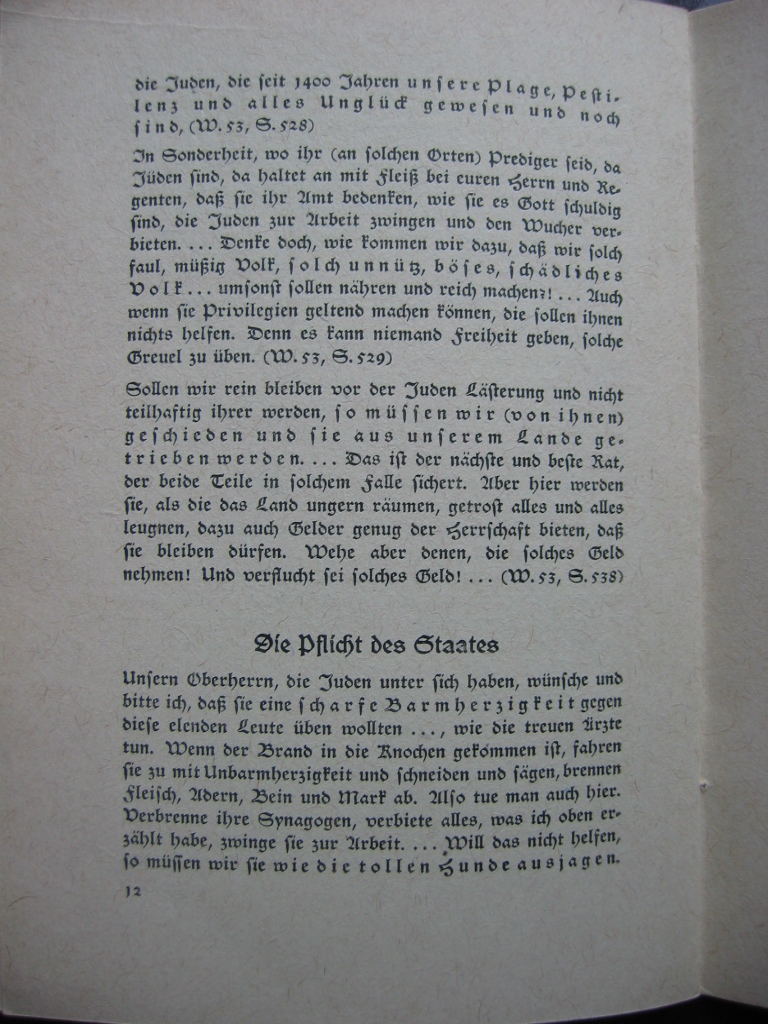 die Juden, die seit 1400 Jahren unsere Plage, Pesti-
lenz und alles Unglück gewesen und noch
sind, (W. 53, S. 528)
In Sonderheit, wo ihr (an solchen Orten) Prediger seid, da
Jüden sind, da haltet an mit Fleiß bei euren Herrn und Re-
genten, daß sie ihr Amt bedenken, wie sie es Gott schuldig
sind, die Juden zur Arbeit zwingen und den Wucher ver-
bieten. ... Denke doch, wie kommen wir dazu, daß wir solch
faul, müßig Volk, solch unnütz, böses, schädliches
Volk ... umsonst sollen nähren und reich machen?! ... Auch
wenn sie Privilegien geltend machen können, die sollen ihnen
nichts helfen. Denn es kann niemand Freiheit geben, solche
Greuel zu üben. (W. 53, S. 529)
Sollen wir rein bleiben vor der Juden Lästerung und nicht
teilhaftig ihrer werden, so müssen wir (von ihnen)
geschieden und sie aus unserem Lande ge-
trieben werden. ... Das ist der nächste und beste Rat,
der beide Teile in solchem Falle sichert. Aber hier werden
sie, als die das Land ungern räumen, getrost alles und alles
leugnen, dazu auch Gelder genug der Herrschaft bieten, daß
sie bleiben dürfen. Wehe aber denen, die solches Geld
nehmen! Und verflucht sei solches Geld! ... (W. 53, S. 538)
Die Pflicht des Staates
Unsern Oberherrn, die Juden unter sich haben, wünsche und
bitte ich, daß sie eine scharfe Barmherzigkeit gegen
diese elenden Leute üben wollten ..., wie die treuen Ärzte
tun. Wenn der Brand in die Knochen gekommen ist, fahren
sie zu mit Unbarmherzigkeit und schneiden und sägen, brennen
Fleisch, Adern, Bein und Mark ab. Also tue man auch hier.
Verbrenne ihre Synagogen, verbiete alles, was ich oben er-
zählt habe, zwinge sie zur Arbeit. ... Will das nicht helfen,
so müssen wir sie wie die tollen Hunde ausjagen.
12